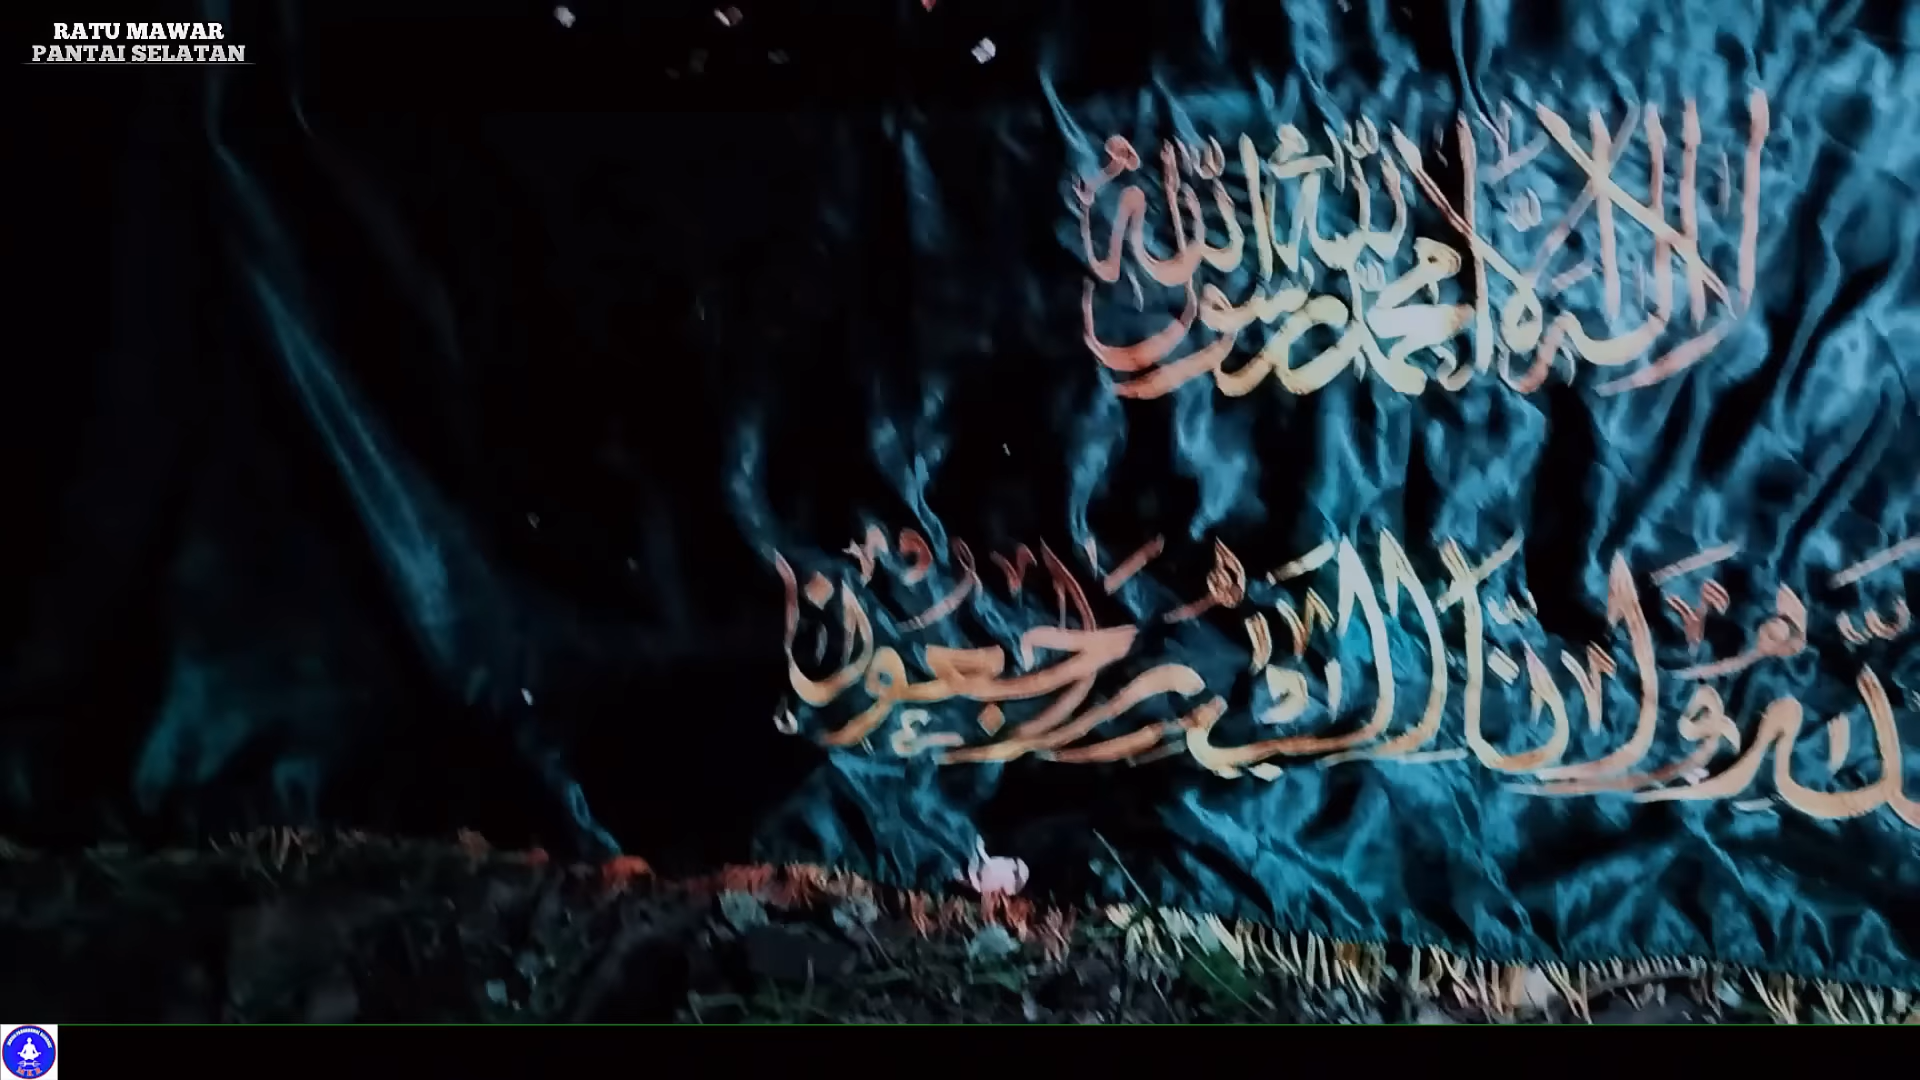 RATU MAWAR
PANTAI SELATAN
لا اله الا الله
محمد رسول الله
لله وانا اليه راجعون